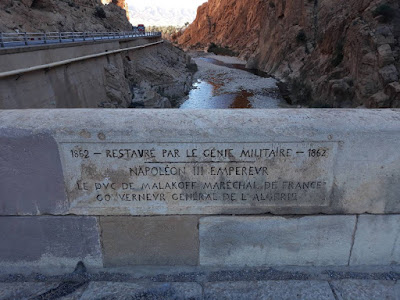 1862 — RESTAVRÉ PAR LE GÉNIE MILITAIRE — 1862
NAPOLÉON III EMPEREVR
LE DVC DE MALAKOFF MARÉCHAL DE FRANCE
GOVVERNEVR GÉNÉRAL DE L'ALGÉRIE